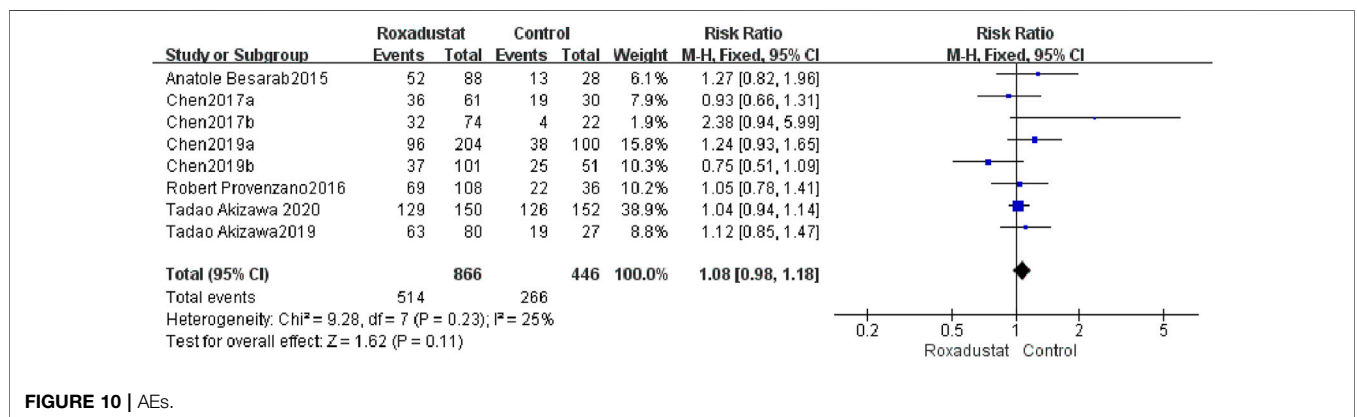 Roxadustat Control Risk Ratio Risk Ratio
Study or Subgroup Events Total Events Total Weight M-H, Fixed, 95% CI M-H, Fixed, 95% CI
Anatole Besarab2015 52 88 13 28 6.1% 1.27 [0.82, 1.96]
Chen2017a 36 61 19 30 7.9% 0.93 [0.66, 1.31]
Chen2017b 32 74 4 22 1.9% 2.38 [0.94, 5.99]
Chen2019a 96 204 38 100 15.8% 1.24 [0.93, 1.65]
Chen2019b 37 101 25 51 10.3% 0.75 [0.51, 1.09]
Robert Provenzano2016 69 108 22 36 10.2% 1.05 [0.78, 1.41]
Tadao Akizawa 2020 129 150 126 152 38.9% 1.04 [0.94, 1.14]
Tadao Akizawa2019 63 80 19 27 8.8% 1.12 [0.85, 1.47]
Total (95% CI) 866 446 100.0% 1.08 [0.98, 1.18]
Total events 514 266
Heterogeneity: Chi² = 9.28, df = 7 (P = 0.23); I² = 25%
Test for overall effect: Z = 1.62 (P = 0.11)
0.2 0.5 1 2 5
Roxadustat Control
FIGURE 10 | AEs.